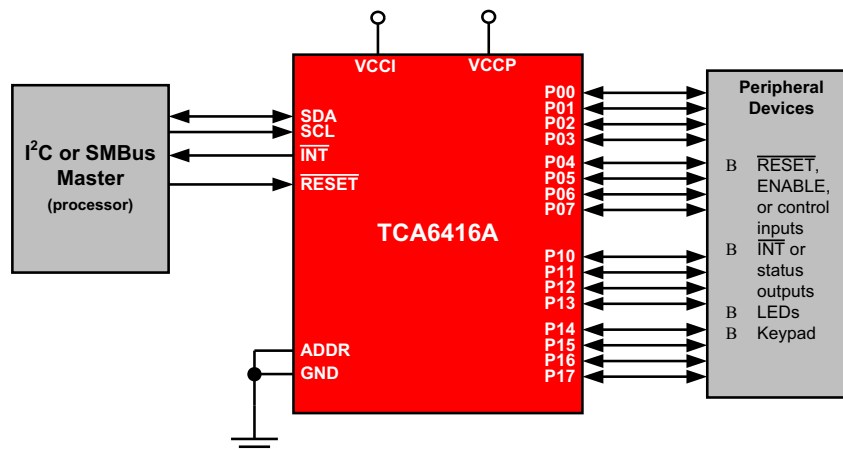 VCCI
VCCP
I²C or SMBus
Master
(processor)
SDA
SCL
INT
RESET
TCA6416A
ADDR
GND
P00
P01
P02
P03
P04
P05
P06
P07
P10
P11
P12
P13
P14
P15
P16
P17
Peripheral
Devices
B RESET,
ENABLE,
or control
inputs
B INT or
status
outputs
B LEDs
B Keypad